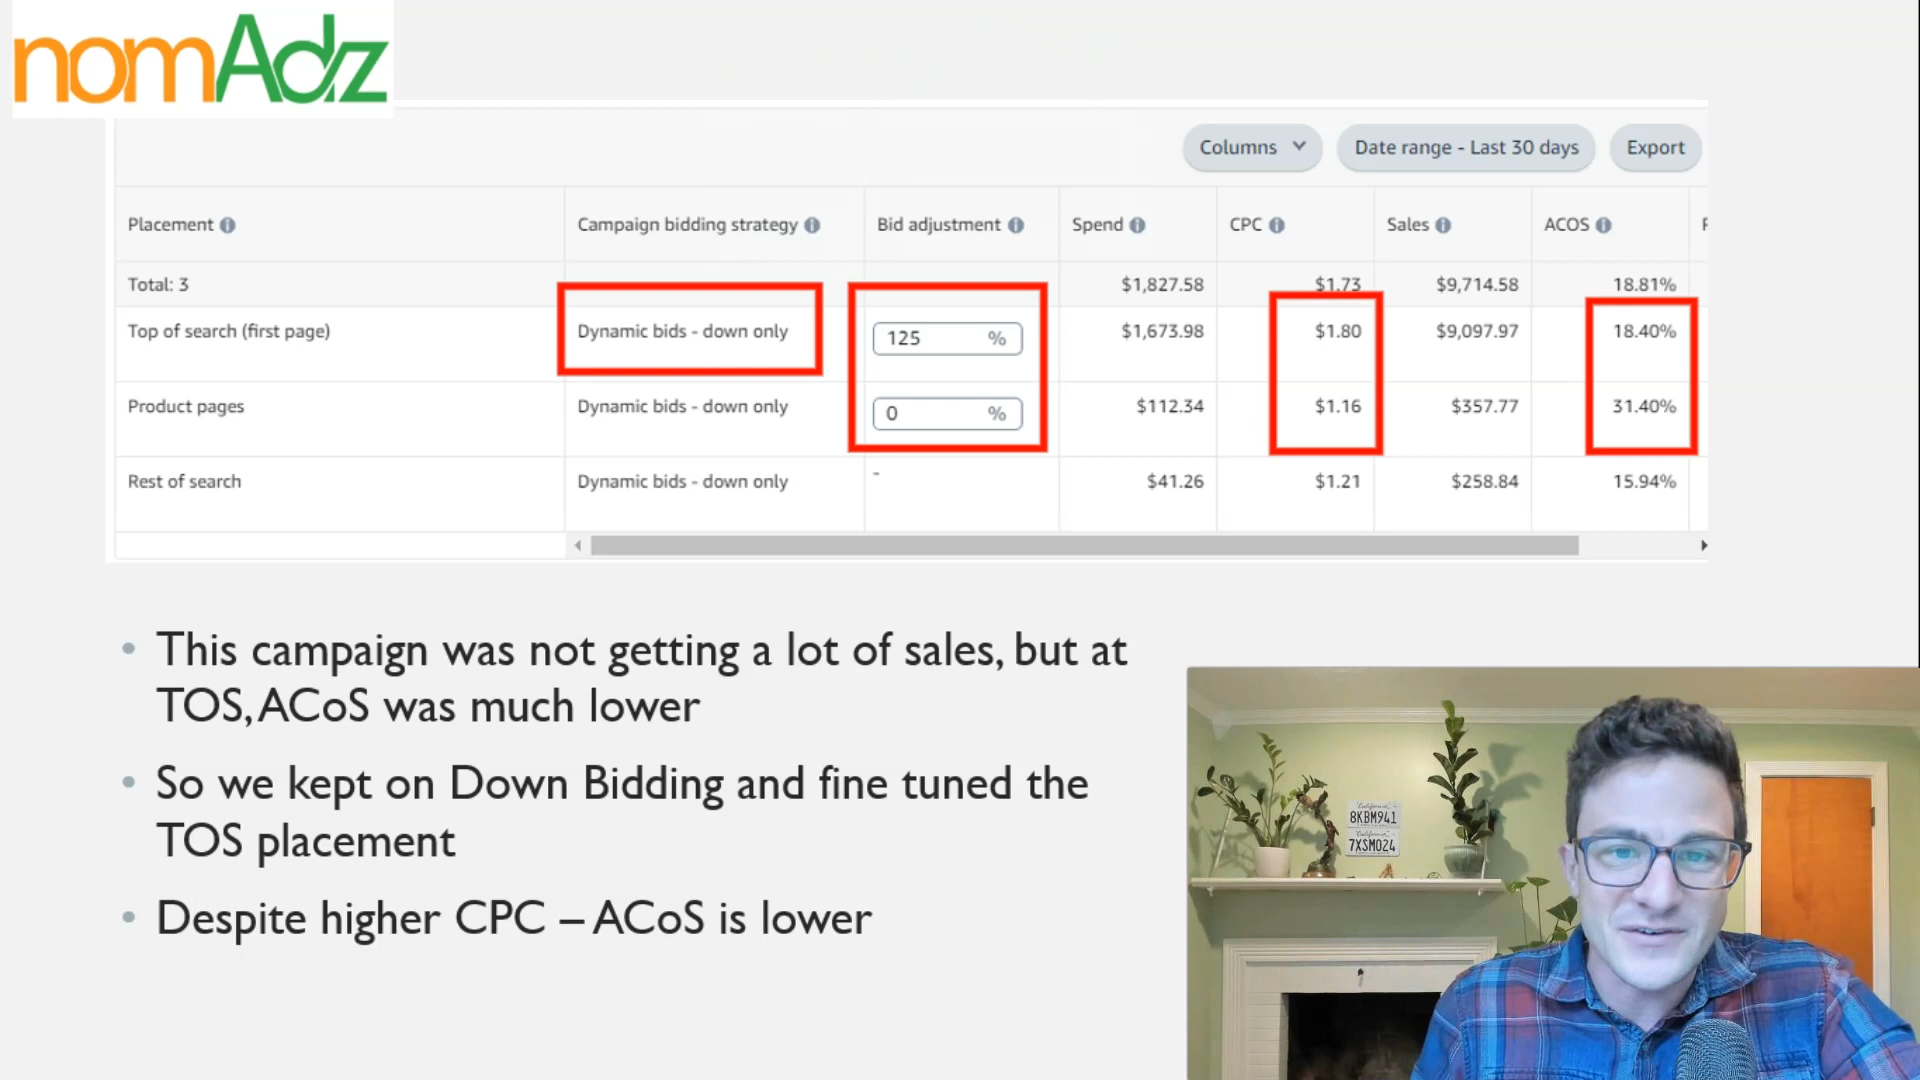 nomAdz
Columns Date range - Last 30 days Export
Placement Campaign bidding strategy Bid adjustment Spend CPC Sales ACOS
Total: 3 $1,827.58 $1.73 $9,714.58 18.81%
Top of search (first page) Dynamic bids - down only 125 % $1,673.98 $1.80 $9,097.97 18.40%
Product pages Dynamic bids - down only 0 % $112.34 $1.16 $357.77 31.40%
Rest of search Dynamic bids - down only - $41.26 $1.21 $258.84 15.94%
• This campaign was not getting a lot of sales, but at
TOS, ACoS was much lower
• So we kept on Down Bidding and fine tuned the
TOS placement
• Despite higher CPC – ACoS is lower
California
8KBM941
California
7XSM024